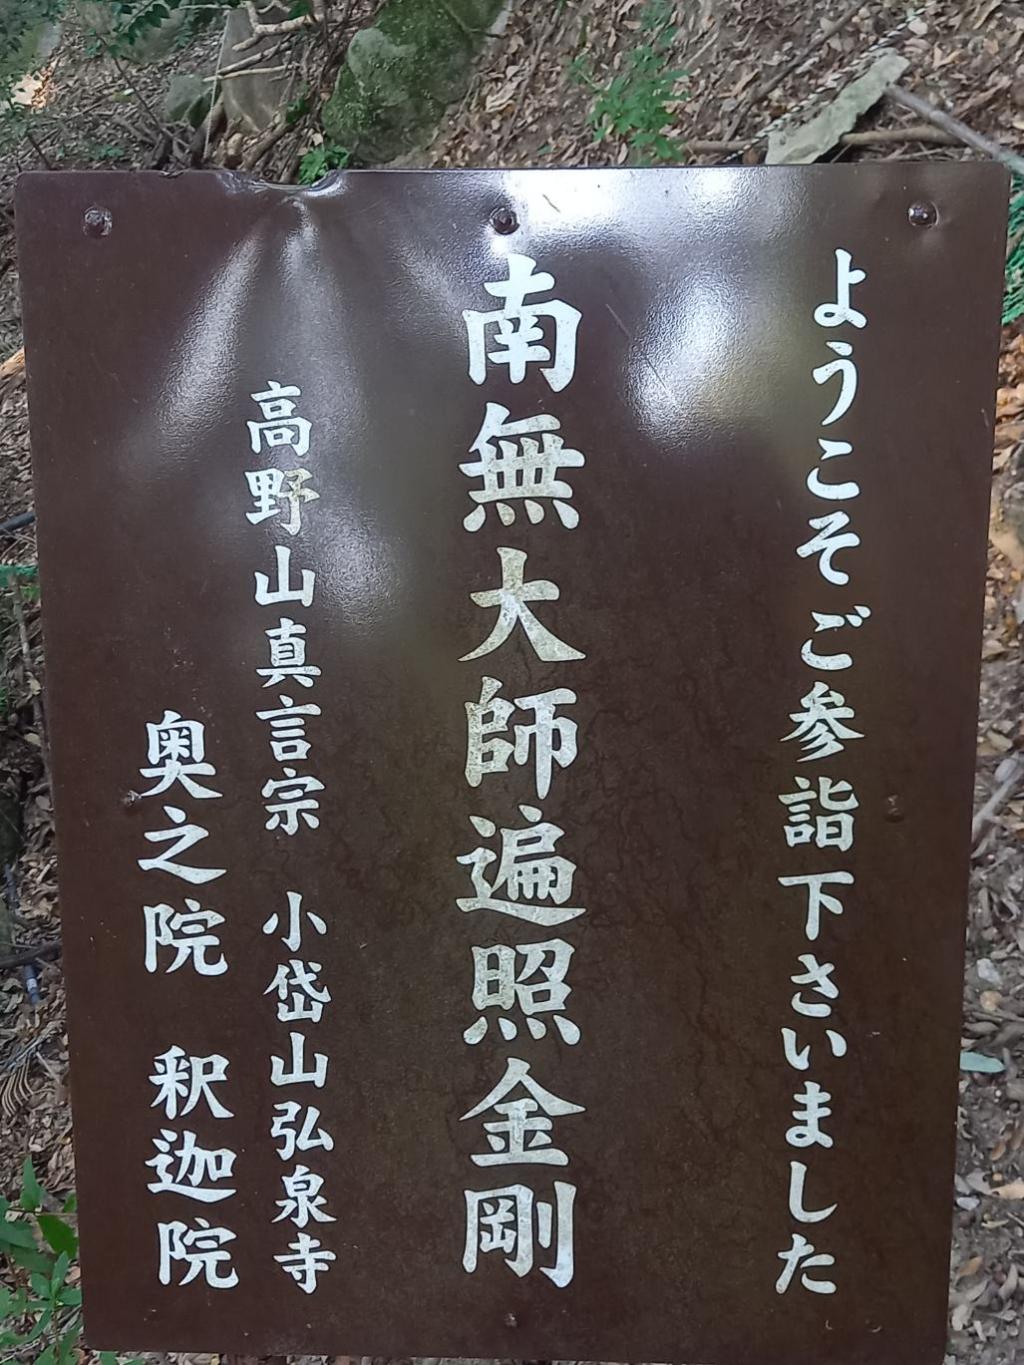 ようこそご参詣下さいました
南無大師遍照金剛
高野山真言宗　小岱山弘泉寺
奥之院　釈迦院